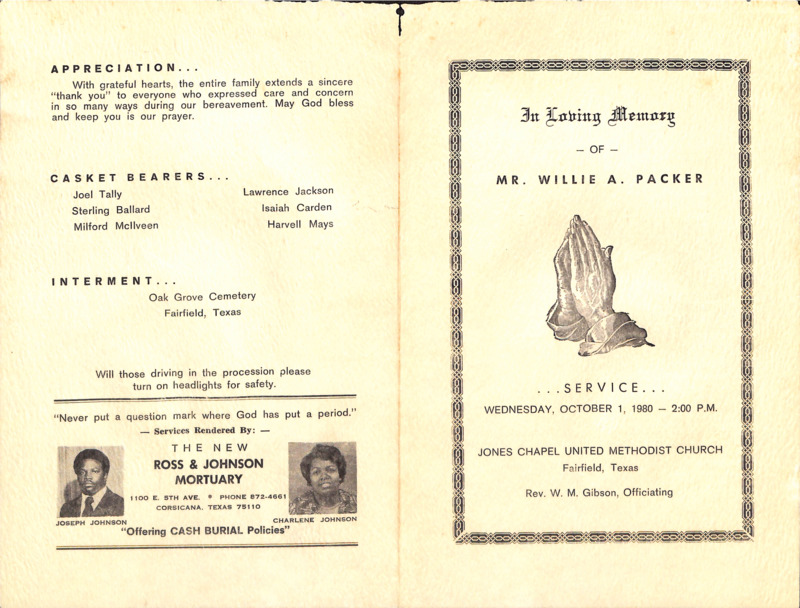 APPRECIATION...
With grateful hearts, the entire family extends a sincere
"thank you" to everyone who expressed care and concern
in so many ways during our bereavement. May God bless
and keep you is our prayer.
CASKET BEARERS...
Joel Tally
Sterling Ballard
Milford McIlveen
Lawrence Jackson
Isaiah Carden
Harvell Mays
INTERMENT...
Oak Grove Cemetery
Fairfield, Texas
Will those driving in the procession please
turn on headlights for safety.
"Never put a question mark where God has put a period."
— Services Rendered By: —
THE NEW
ROSS & JOHNSON
MORTUARY
1100 E. 5TH AVE. * PHONE 872-4661
CORSICANA, TEXAS 75110
JOSEPH JOHNSON
CHARLENE JOHNSON
"Offering CASH BURIAL Policies"
In Loving Memory
— OF —
MR. WILLIE A. PACKER
...SERVICE...
WEDNESDAY, OCTOBER 1, 1980 — 2:00 P.M.
JONES CHAPEL UNITED METHODIST CHURCH
Fairfield, Texas
Rev. W. M. Gibson, Officiating